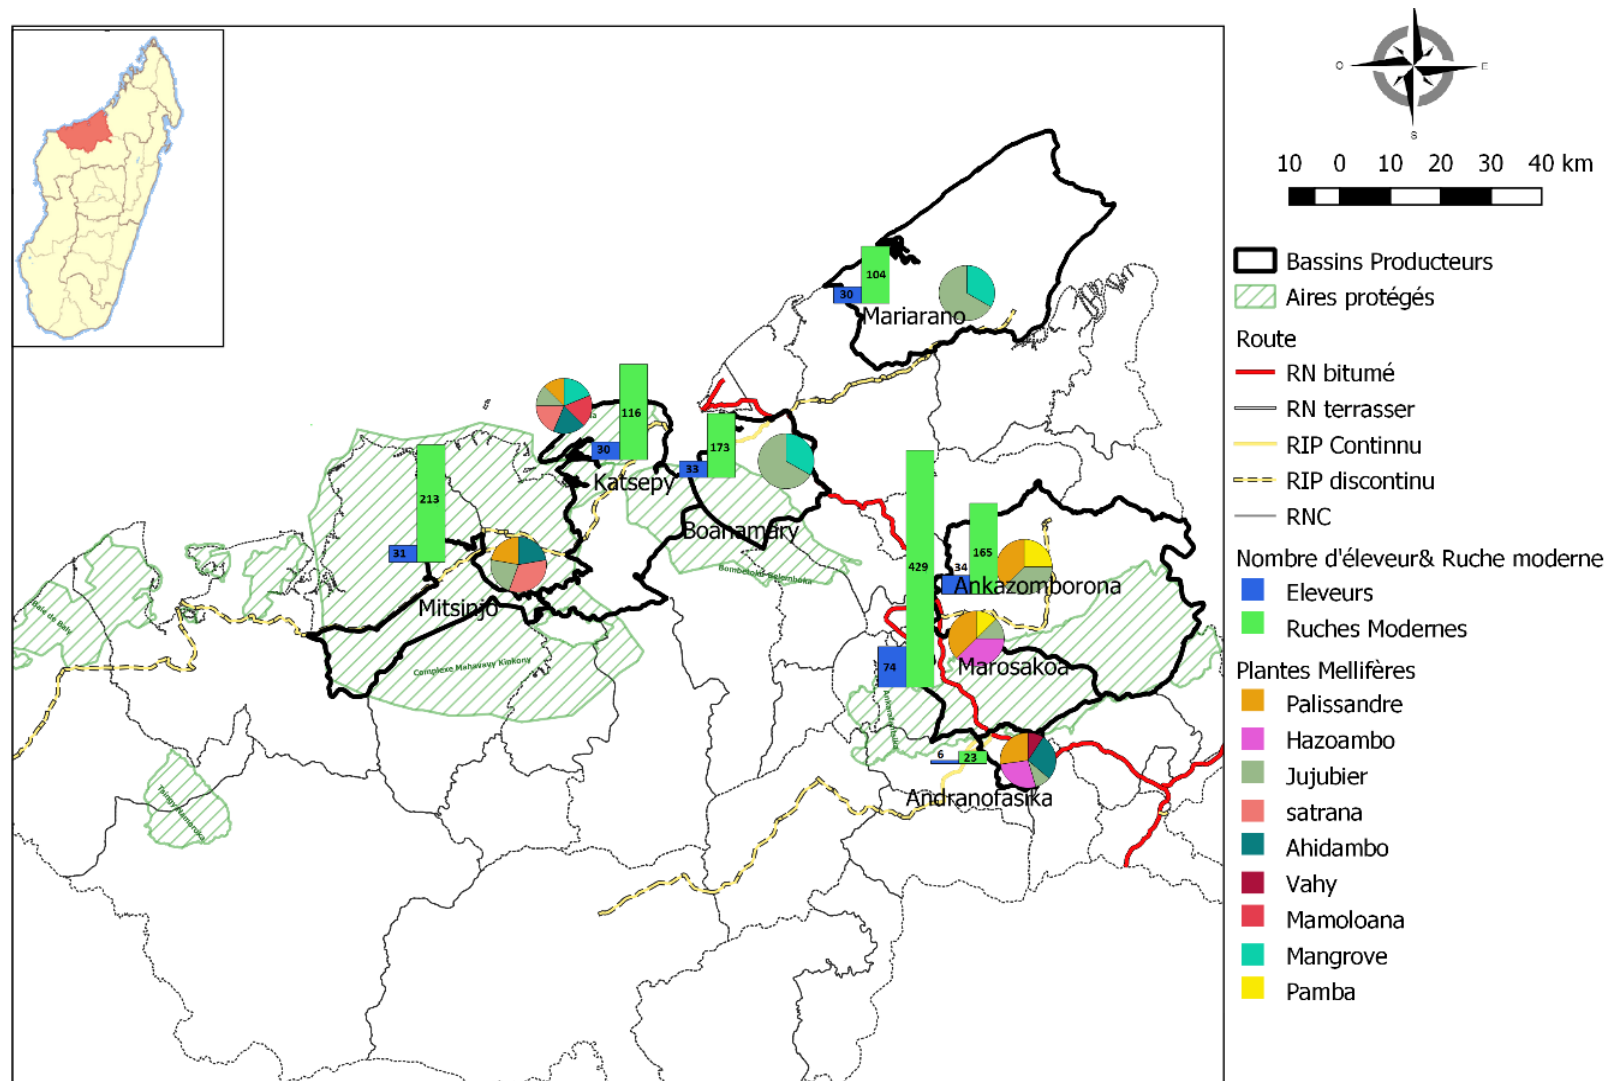 O
E
S
10 0 10 20 30 40 km
Bassins Producteurs
Aires protégés
Route
RN bitumé
RN terrasser
RIP Continnu
RIP discontinu
RNC
Nombre d'éleveur& Ruche moderne
Eleveurs
Ruches Modernes
Plantes Mellifères
Palissandre
Hazoambo
Jujubier
satrana
Ahidambo
Vahy
Mamoloana
Mangrove
Pamba
104
30
Mariarano
116
30
Katsepy
173
33
Boanamary
213
31
Mitsinjo
429
74
Marosakoa
165
34
Ankazomborona
6
23
Andranofasika
Baie de Baly
Complexe Mahavavy Kinkony